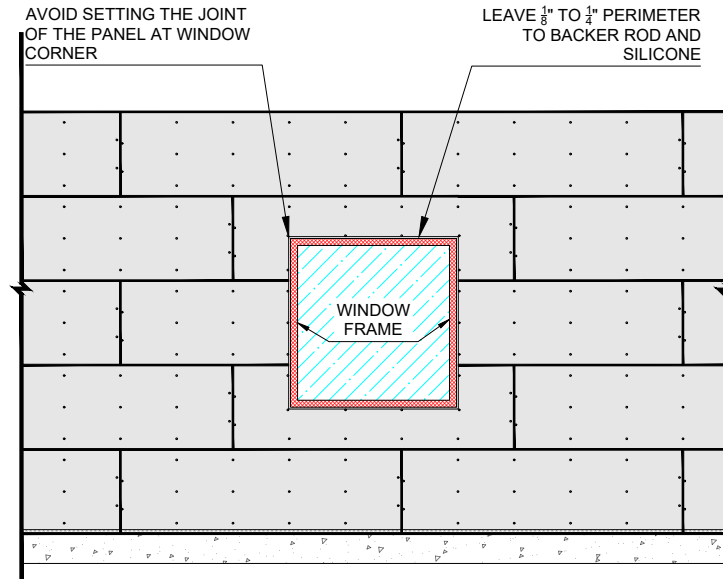 AVOID SETTING THE JOINT
OF THE PANEL AT WINDOW
CORNER
LEAVE 1/8" TO 1/4" PERIMETER
TO BACKER ROD AND
SILICONE
WINDOW
FRAME